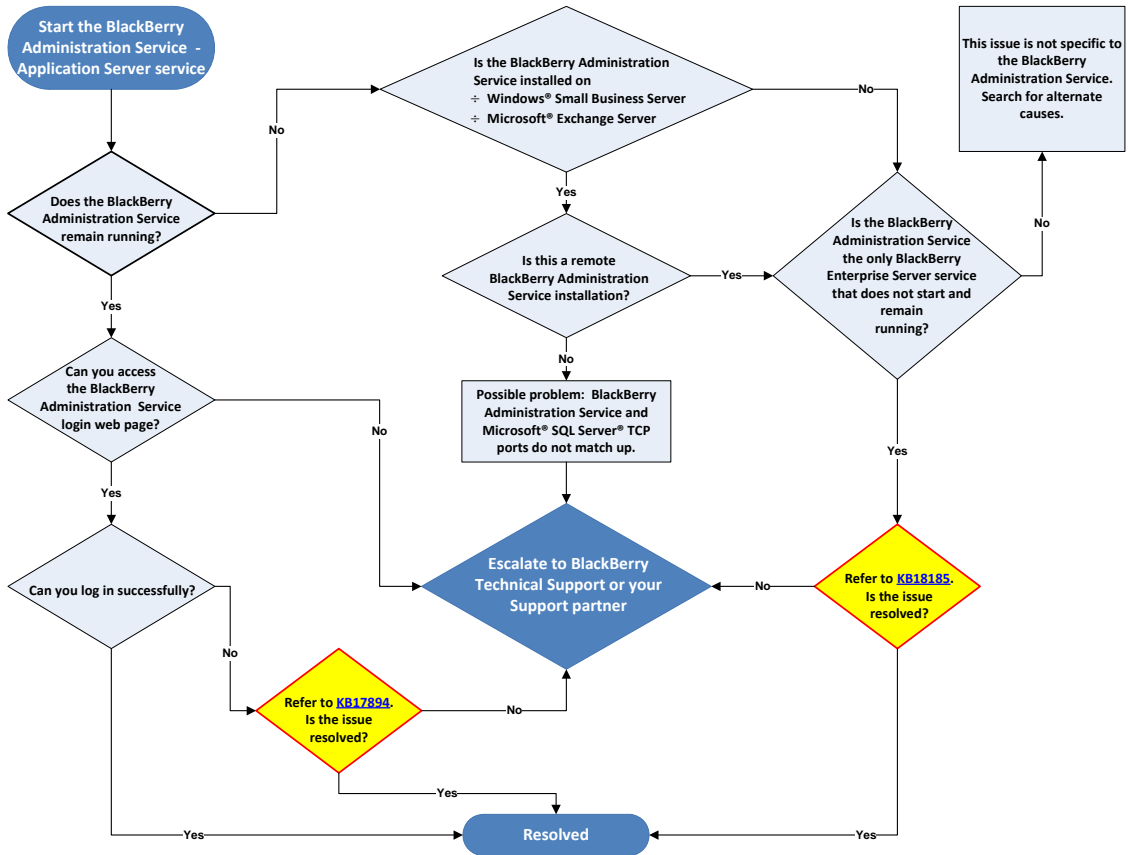 Start the BlackBerry
Administration Service -
Application Server service
Is the BlackBerry Administration
Service installed on
÷ Windows® Small Business Server
÷ Microsoft® Exchange Server
This issue is not specific to
the BlackBerry
Administration Service.
Search for alternate
causes.
No
No
Does the BlackBerry
Administration Service
remain running?
Yes
Is the BlackBerry
Administration Service
the only BlackBerry
Enterprise Server service
that does not start and
remain
running?
No
Is this a remote
BlackBerry Administration
Service installation?
Yes
Yes
No
Can you access
the BlackBerry
Administration Service
login web page?
No
Possible problem: BlackBerry
Administration Service and
Microsoft® SQL Server® TCP
ports do not match up.
Yes
Yes
Can you log in successfully?
Escalate to BlackBerry
Technical Support or your
Support partner
No
Refer to KB18185.
Is the issue
resolved?
No
Refer to KB17894.
Is the issue
resolved?
No
Yes
Yes
Resolved
Yes